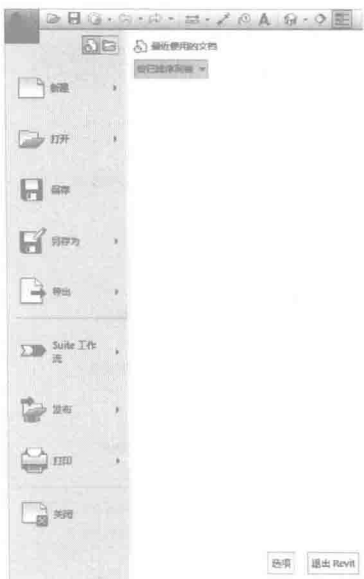 A
最近使用的文档
按已排序列表
新建
打开
保存
另存为
导出
Suite 工作
流
发布
打印
关闭
选项
退出 Revit